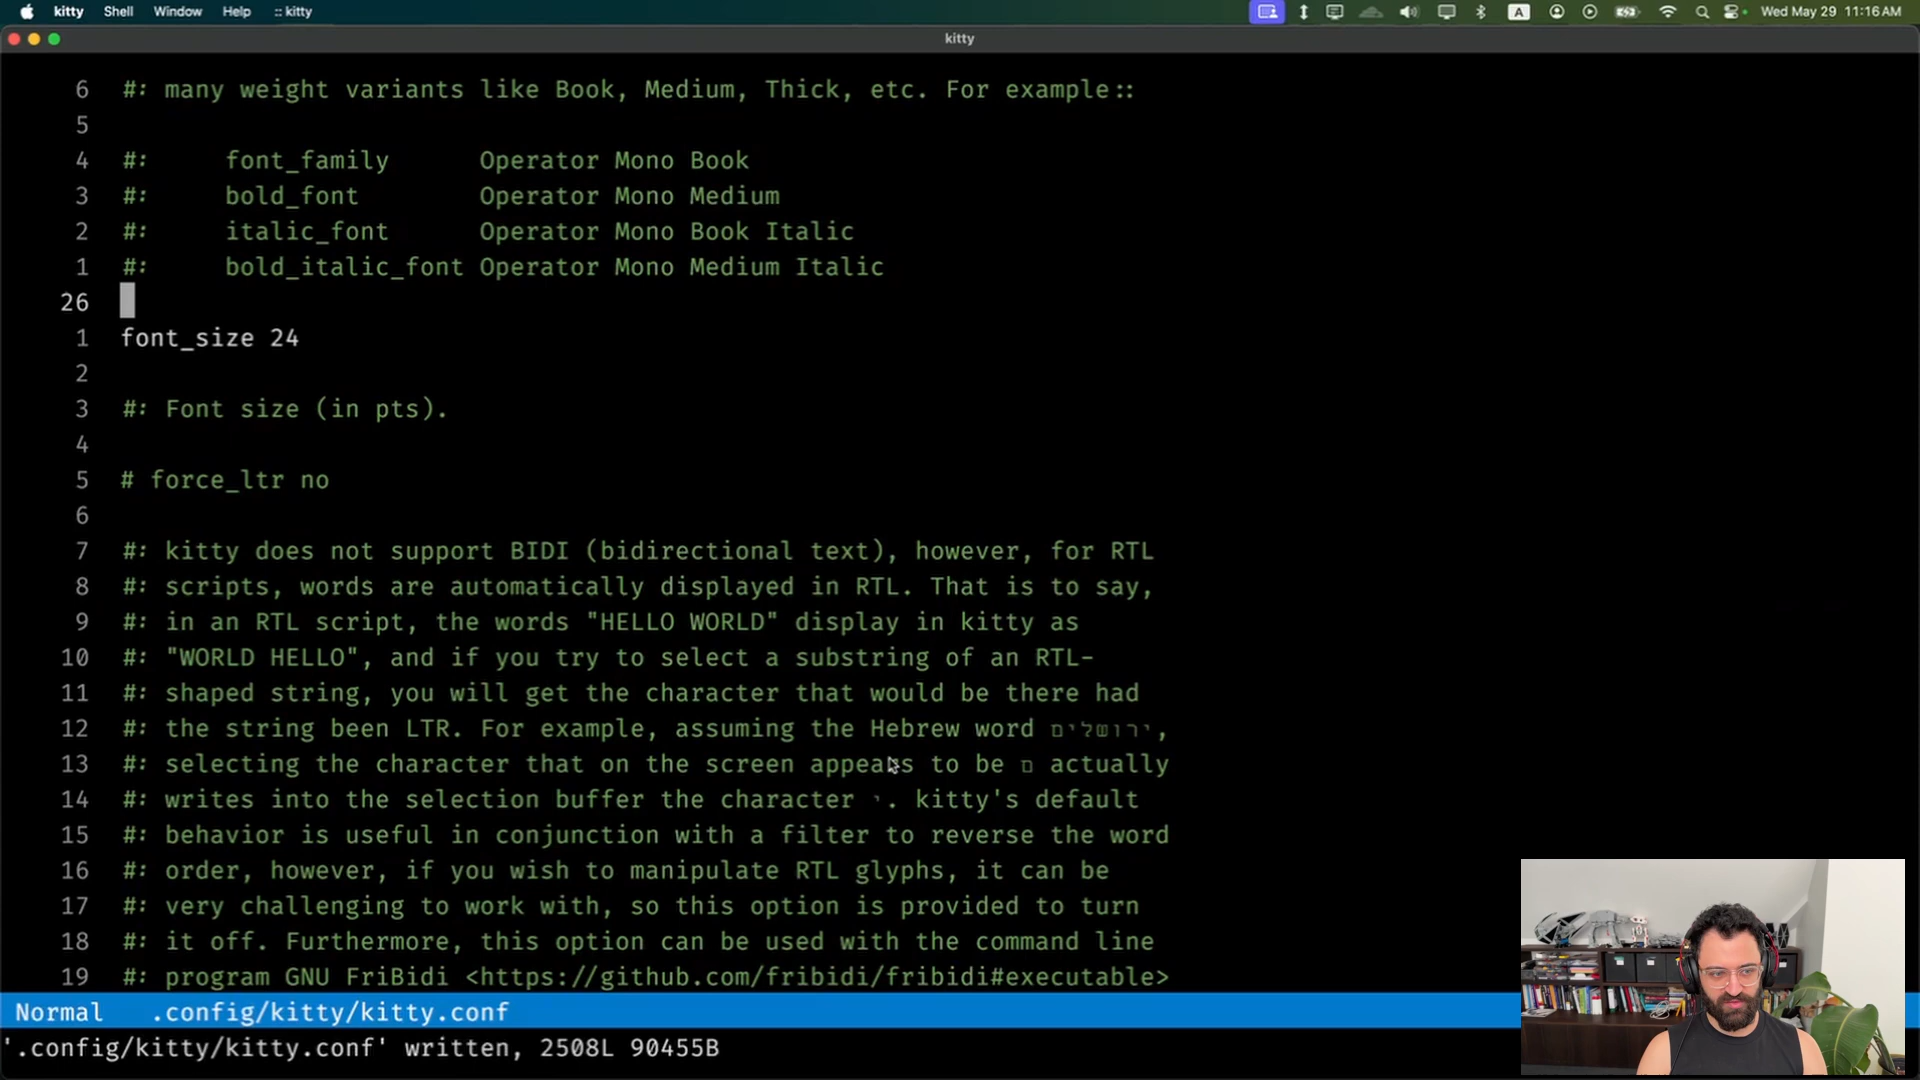 kitty Shell Window Help :: kitty
A Wed May 29 11:16 AM
kitty
6 #: many weight variants like Book, Medium, Thick, etc. For example::
5
4 #: font_family Operator Mono Book
3 #: bold_font Operator Mono Medium
2 #: italic_font Operator Mono Book Italic
1 #: bold_italic_font Operator Mono Medium Italic
26
1 font_size 24
2
3 #: Font size (in pts).
4
5 # force_ltr no
6
7 #: kitty does not support BIDI (bidirectional text), however, for RTL
8 #: scripts, words are automatically displayed in RTL. That is to say,
9 #: in an RTL script, the words "HELLO WORLD" display in kitty as
10 #: "WORLD HELLO", and if you try to select a substring of an RTL-
11 #: shaped string, you will get the character that would be there had
12 #: the string been LTR. For example, assuming the Hebrew word ירושלים,
13 #: selecting the character that on the screen appears to be ם actually
14 #: writes into the selection buffer the character י. kitty's default
15 #: behavior is useful in conjunction with a filter to reverse the word
16 #: order, however, if you wish to manipulate RTL glyphs, it can be
17 #: very challenging to work with, so this option is provided to turn
18 #: it off. Furthermore, this option can be used with the command line
19 #: program GNU FriBidi <https://github.com/fribidi/fribidi#executable>
Normal .config/kitty/kitty.conf
'.config/kitty/kitty.conf' written, 2508L 90455B